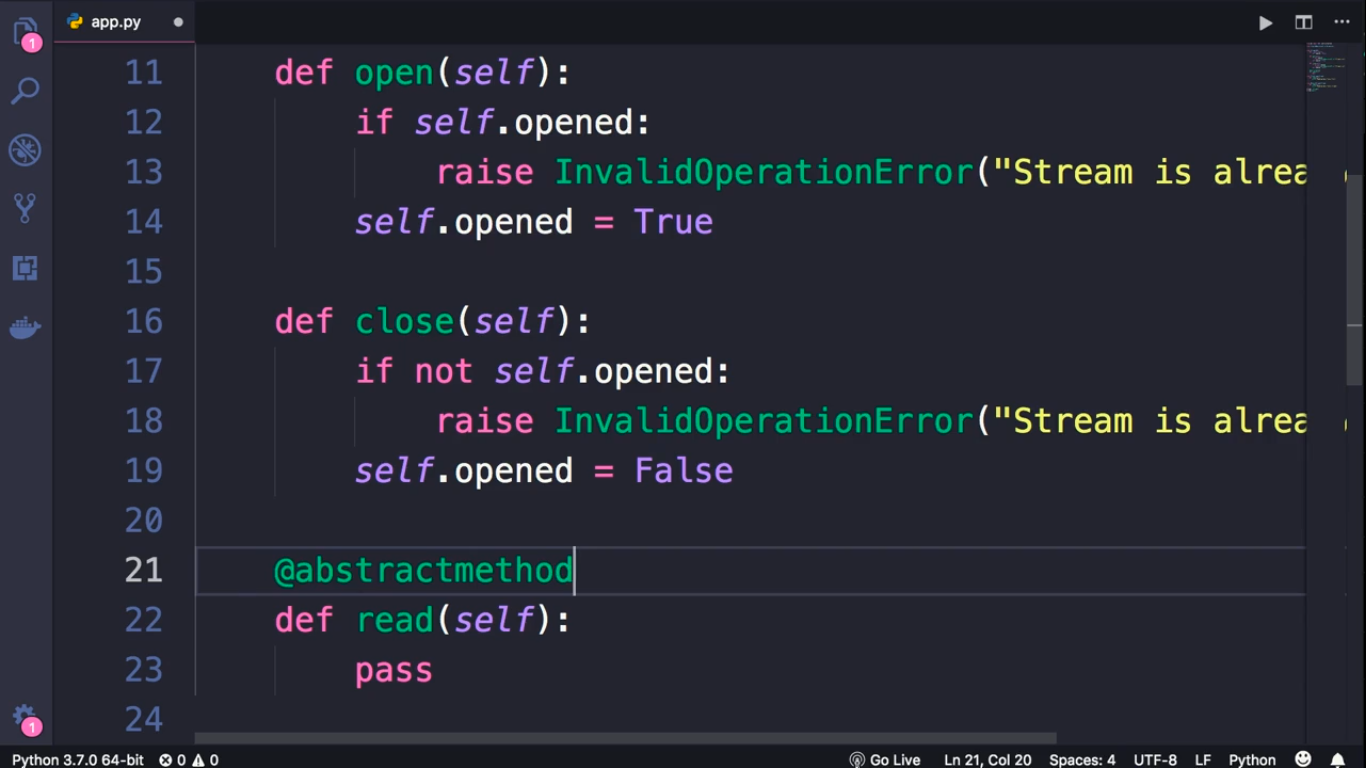 app.py
1
11 def open(self):
12 if self.opened:
13 raise InvalidOperationError("Stream is alrea
14 self.opened = True
15
16 def close(self):
17 if not self.opened:
18 raise InvalidOperationError("Stream is alrea
19 self.opened = False
20
21 @abstractmethod
22 def read(self):
23 pass
24
1
Python 3.7.0 64-bit 0 0 Go Live Ln 21, Col 20 Spaces: 4 UTF-8 LF Python